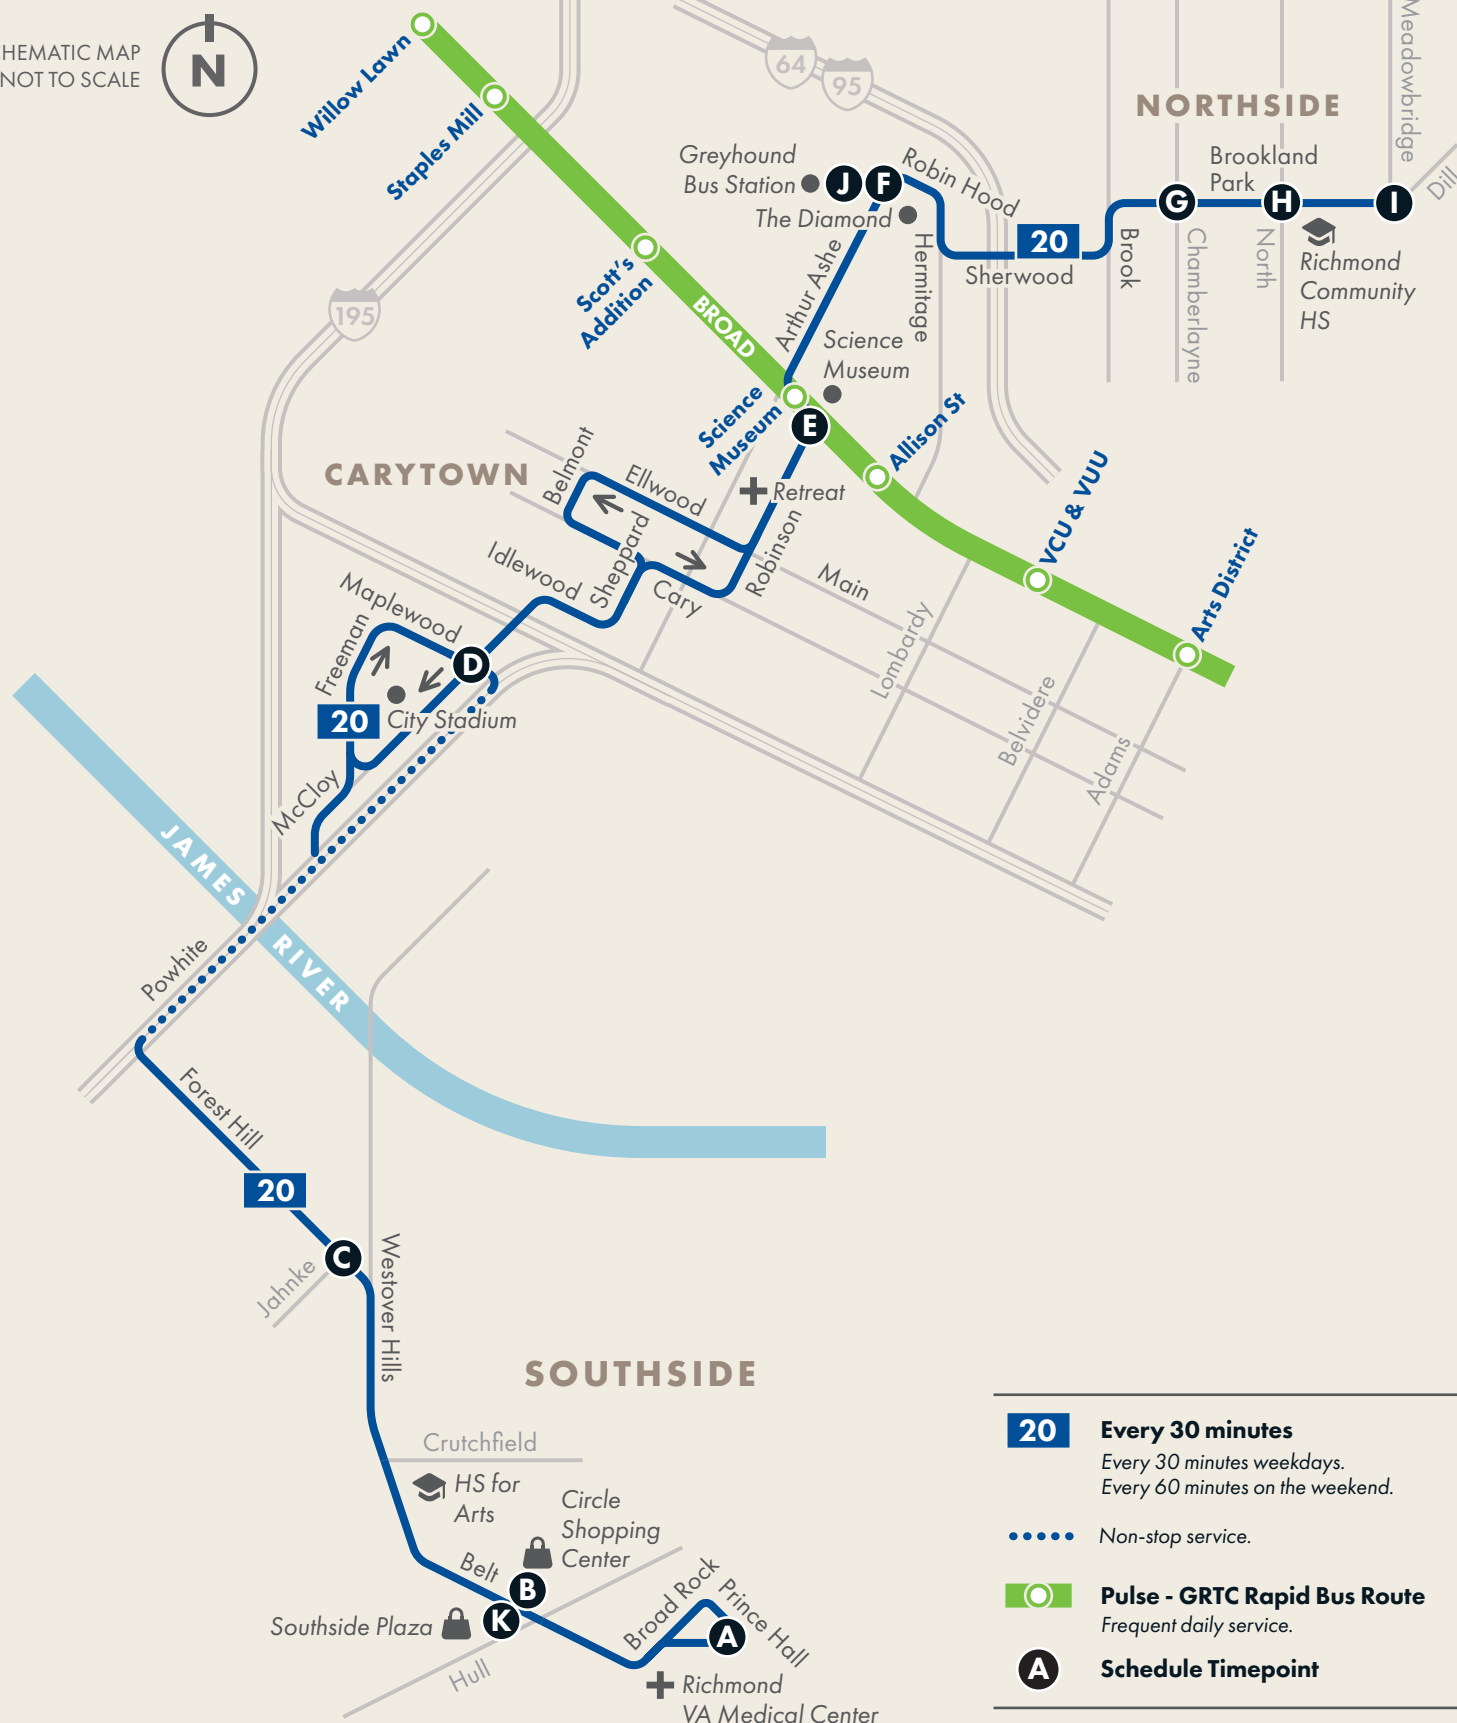 HEMATIC MAP
NOT TO SCALE
N
Willow Lawn
Staples Mill
64
95
NORTHSIDE
Meadowbridge
Greyhound
Bus Station
J
F
Robin Hood
The Diamond
Brookland
Park
G
H
I
Dill
20
Sherwood
Brook
Chamberlayne
North
Richmond
Community
HS
Hermitage
Arthur Ashe
Scott's
Addition
195
BROAD
Science
Museum
Science
Museum
E
Allison St
CARYTOWN
Belmont
Ellwood
Retreat
VCU & VUU
Arts District
Robinson
Sheppard
Idlewood
Cary
Main
Maplewood
Freeman
D
Lombardy
20
City Stadium
Belvidere
Adams
McCloy
JAMES
RIVER
Powhite
Forest Hill
20
C
Jahnke
Westover Hills
SOUTHSIDE
Crutchfield
HS for
Arts
Circle
Shopping
Center
Belt
B
K
Southside Plaza
Hull
Broad Rock
Prince Hall
A
Richmond
VA Medical Center
20
Every 30 minutes
Every 30 minutes weekdays.
Every 60 minutes on the weekend.
Non-stop service.
Pulse - GRTC Rapid Bus Route
Frequent daily service.
A
Schedule Timepoint